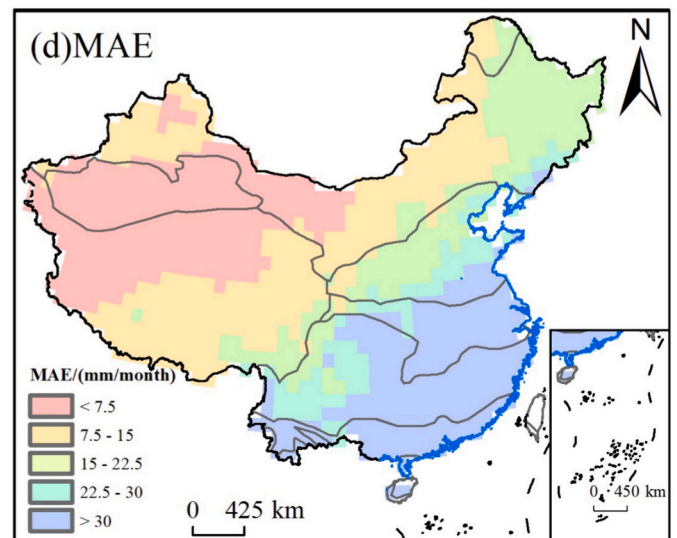 (d)MAE
N
MAE/(mm/month)
< 7.5
7.5 - 15
15 - 22.5
22.5 - 30
> 30
0 425 km
0 450 km